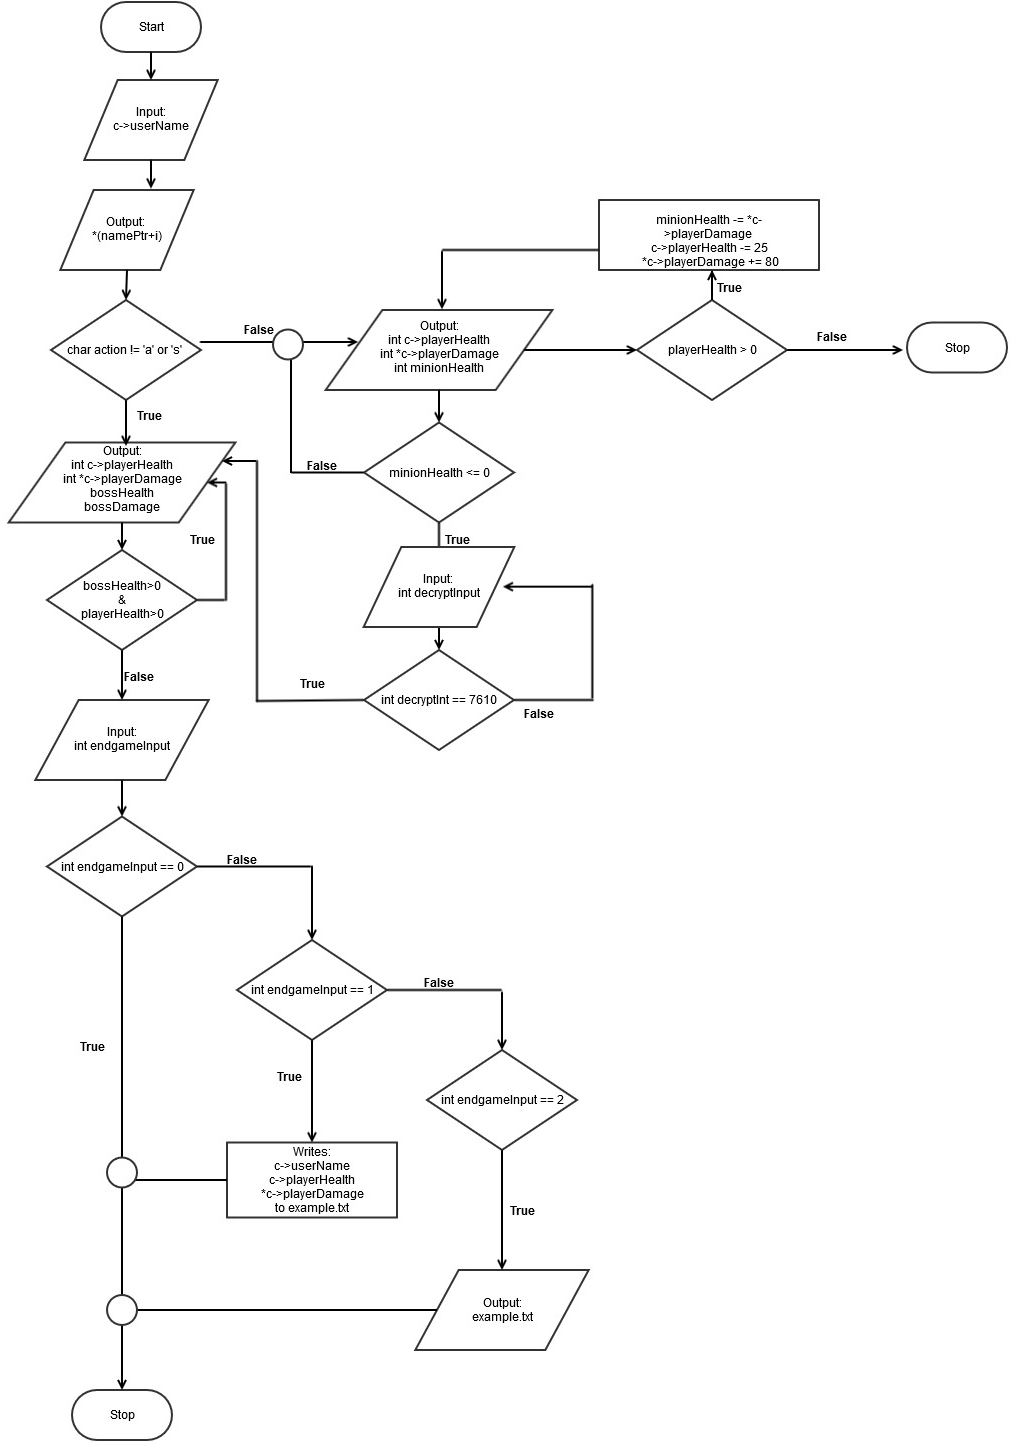 Start
Input:
c->userName
Output:
*(namePtr+i)
char action != 'a' or 's'
False
True
Output:
int c->playerHealth
int *c->playerDamage
int minionHealth
minionHealth -= *c-
>playerDamage
c->playerHealth -= 25
*c->playerDamage += 80
True
playerHealth > 0
False
Stop
minionHealth <= 0
False
True
Input:
int decryptInput
int decryptInt == 7610
True
False
Output:
int c->playerHealth
int *c->playerDamage
bossHealth
bossDamage
True
bossHealth>0
&
playerHealth>0
False
Input:
int endgameInput
int endgameInput == 0
False
True
int endgameInput == 1
False
True
int endgameInput == 2
True
Writes:
c->userName
c->playerHealth
*c->playerDamage
to example.txt
Output:
example.txt
Stop